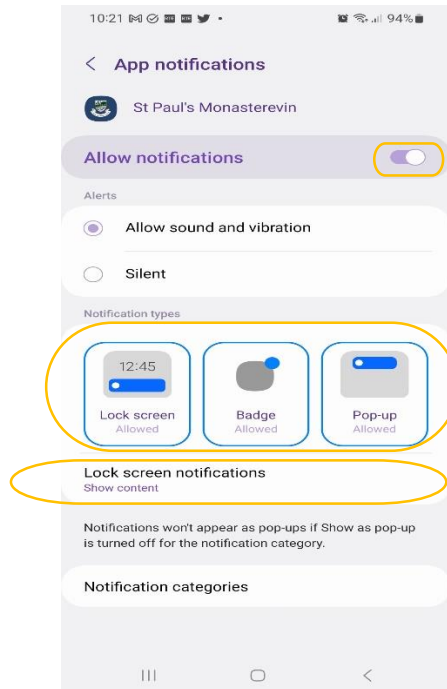 10:21
94%
App notifications
St Paul's Monasterevin
Allow notifications
Alerts
Allow sound and vibration
Silent
Notification types
12:45
Lock screen Badge Pop-up
Allowed Allowed Allowed
Lock screen notifications
Show content
Notifications won't appear as pop-ups if Show as pop-up
is turned off for the notification category.
Notification categories